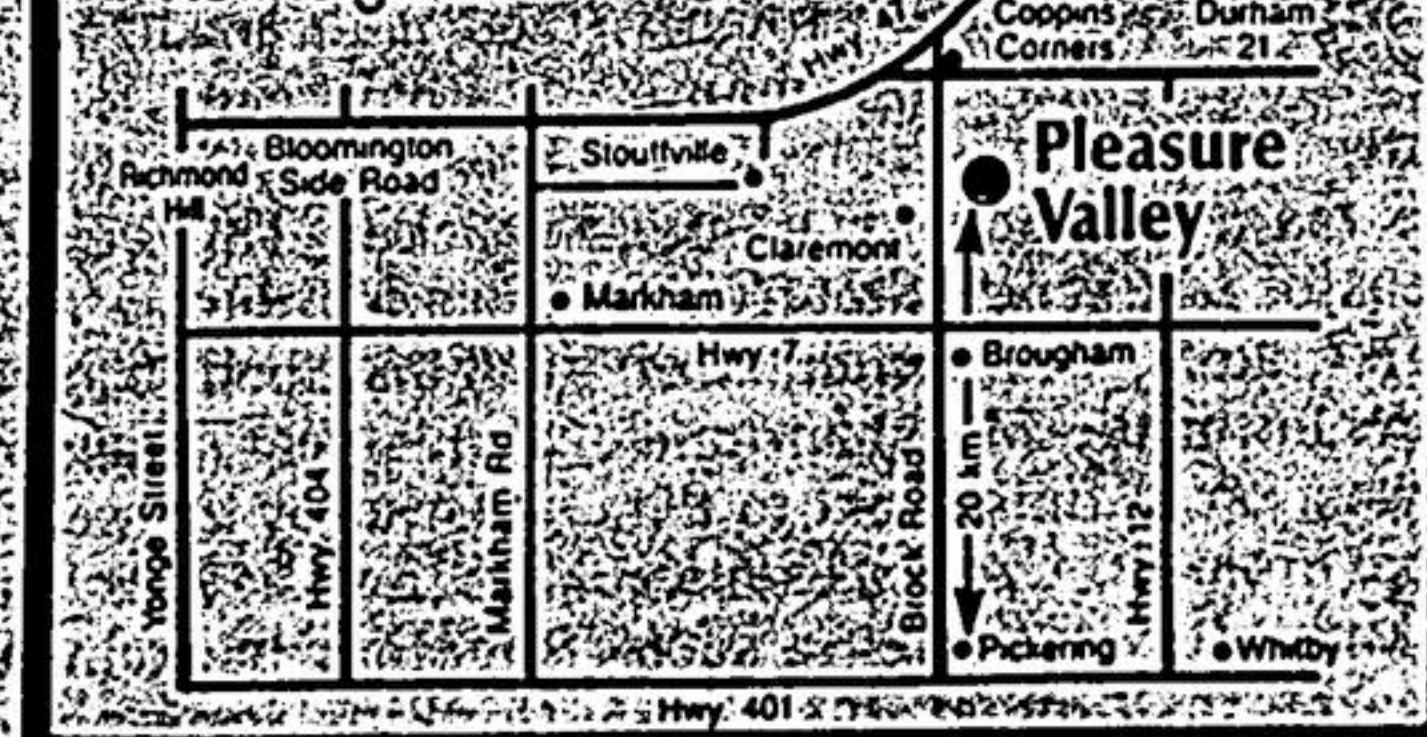 Coppins
Corners
Durham
21
Hwy 47
Bloomington
Side Road
Richmond
Hill
Stouffville
Pleasure
Valley
Claremont
Markham
Hwy 7
Brougham
Yonge Street
Hwy. 404
Markham Rd
Brock Road
20 km
Hwy 12
Pickering
Whitby
Hwy. 401